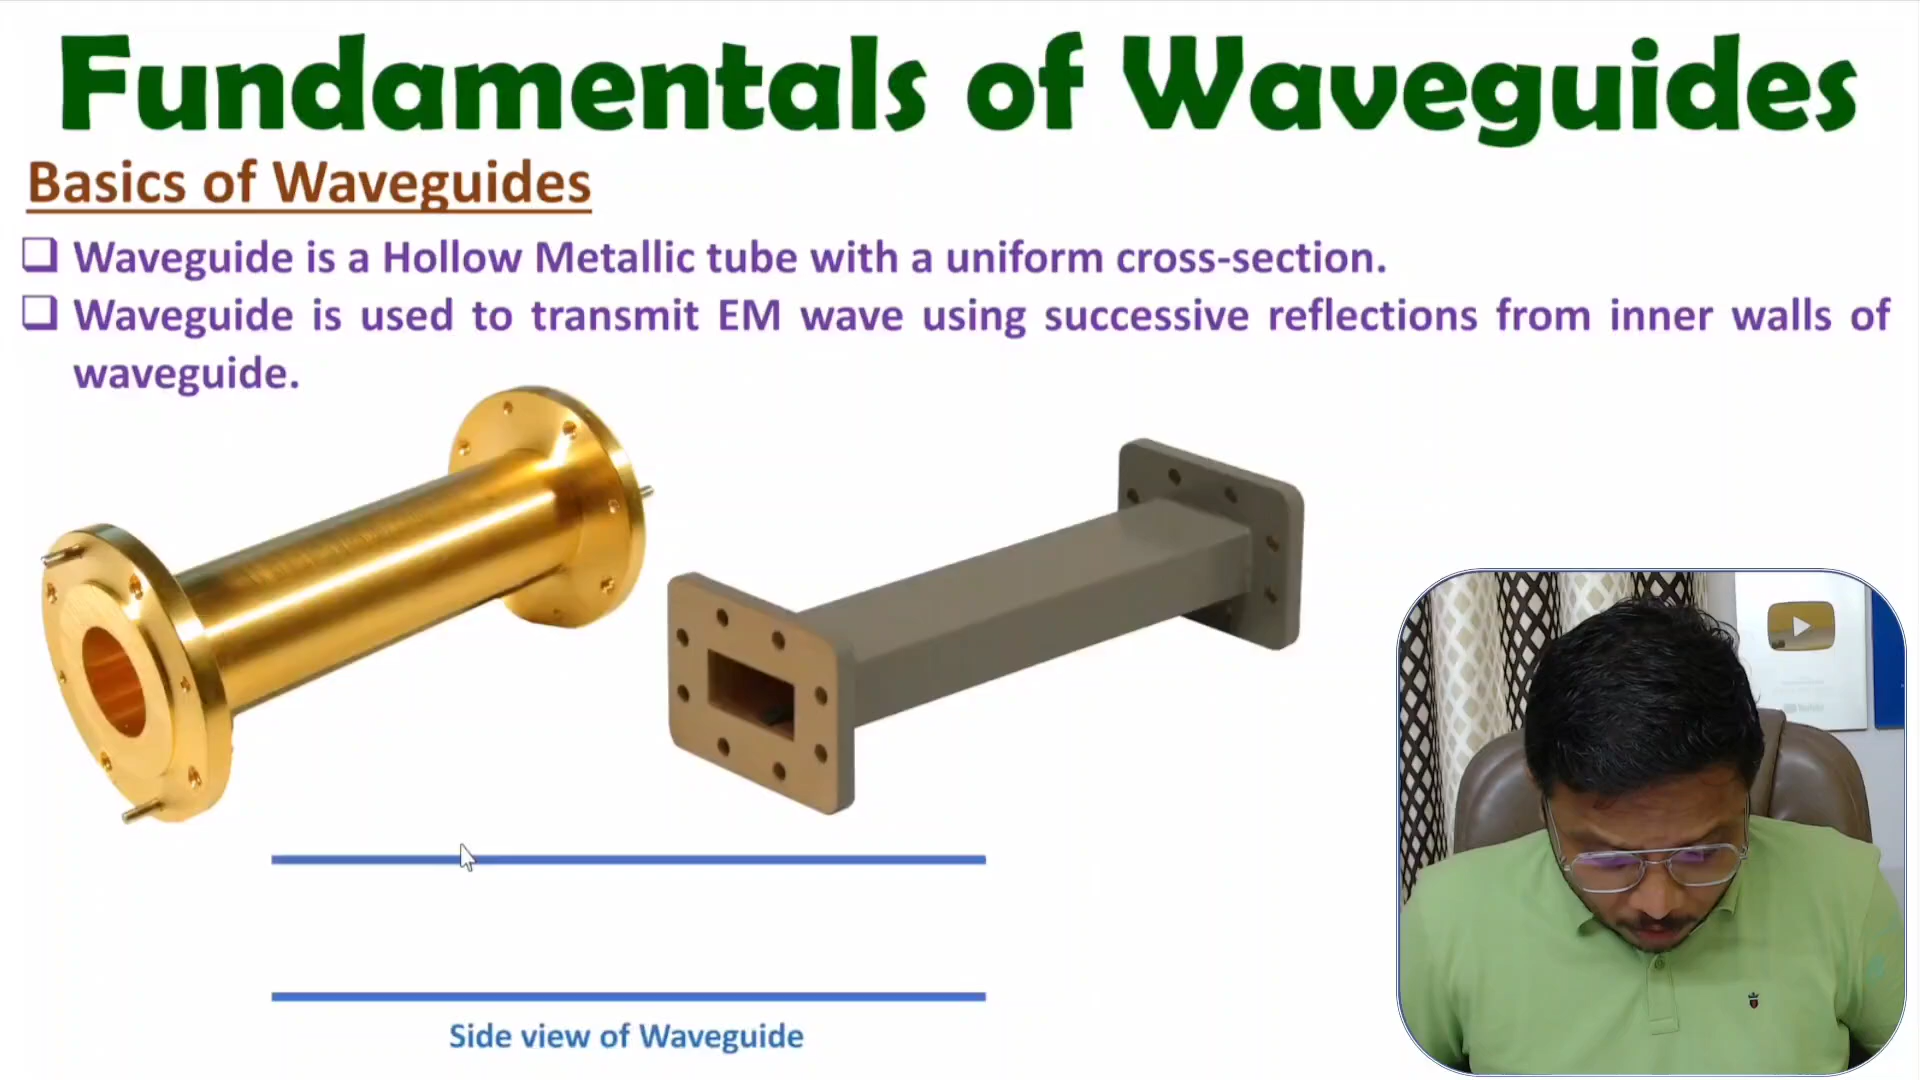 Fundamentals of Waveguides
Basics of Waveguides
❑ Waveguide is a Hollow Metallic tube with a uniform cross-section.
❑ Waveguide is used to transmit EM wave using successive reflections from inner walls of
waveguide.
Side view of Waveguide